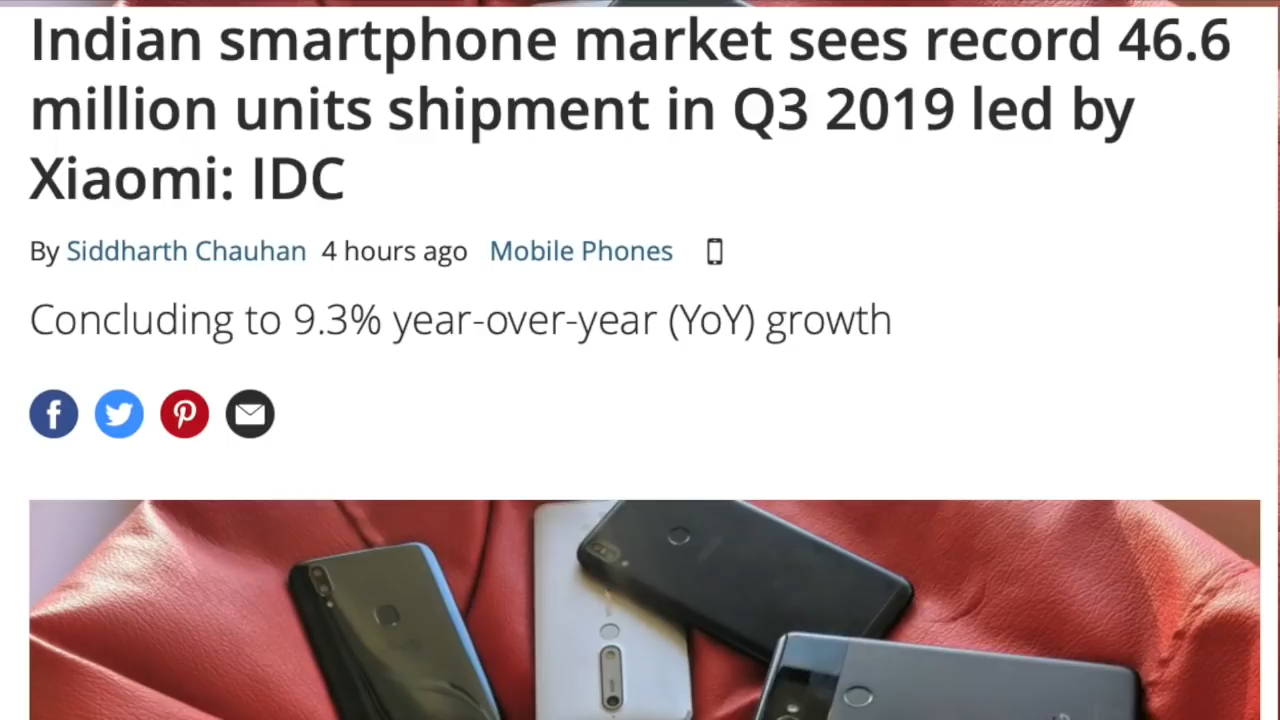 Indian smartphone market sees record 46.6
million units shipment in Q3 2019 led by
Xiaomi: IDC
By Siddharth Chauhan 4 hours ago Mobile Phones
Concluding to 9.3% year-over-year (YoY) growth